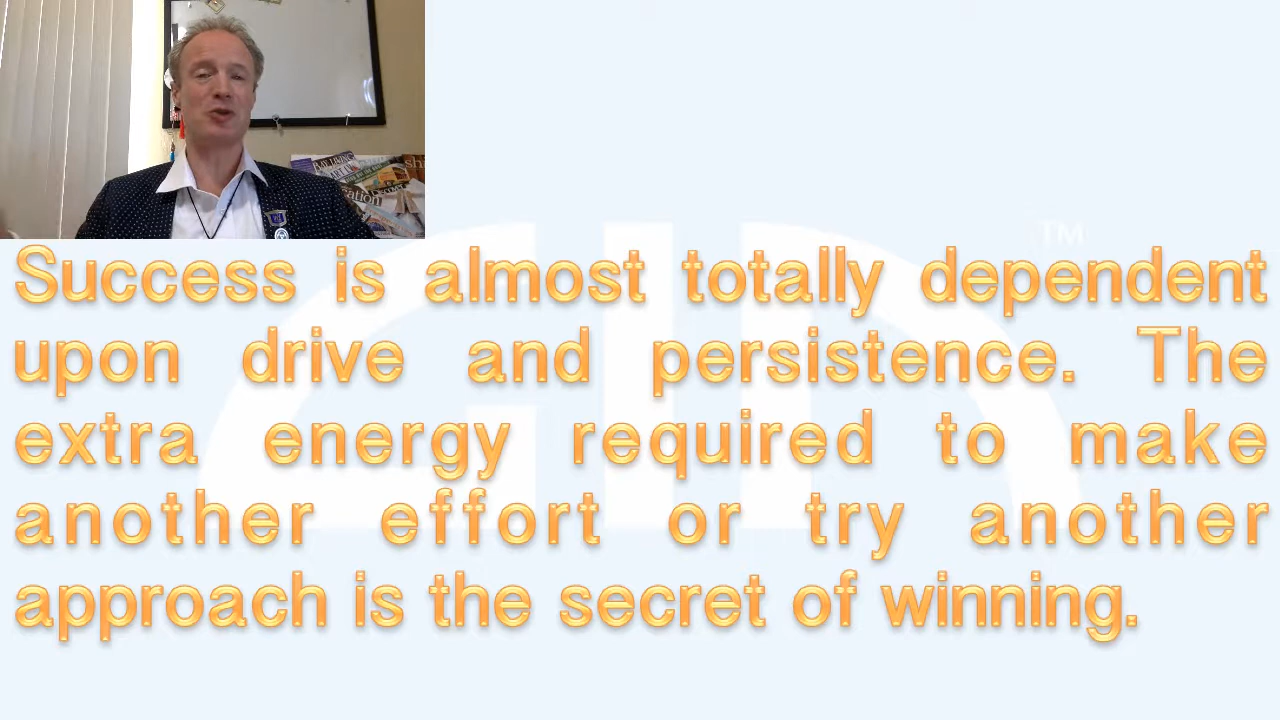 Success is almost totally dependent
upon drive and persistence. The
extra energy required to make
another effort or try another
approach is the secret of winning.
TM